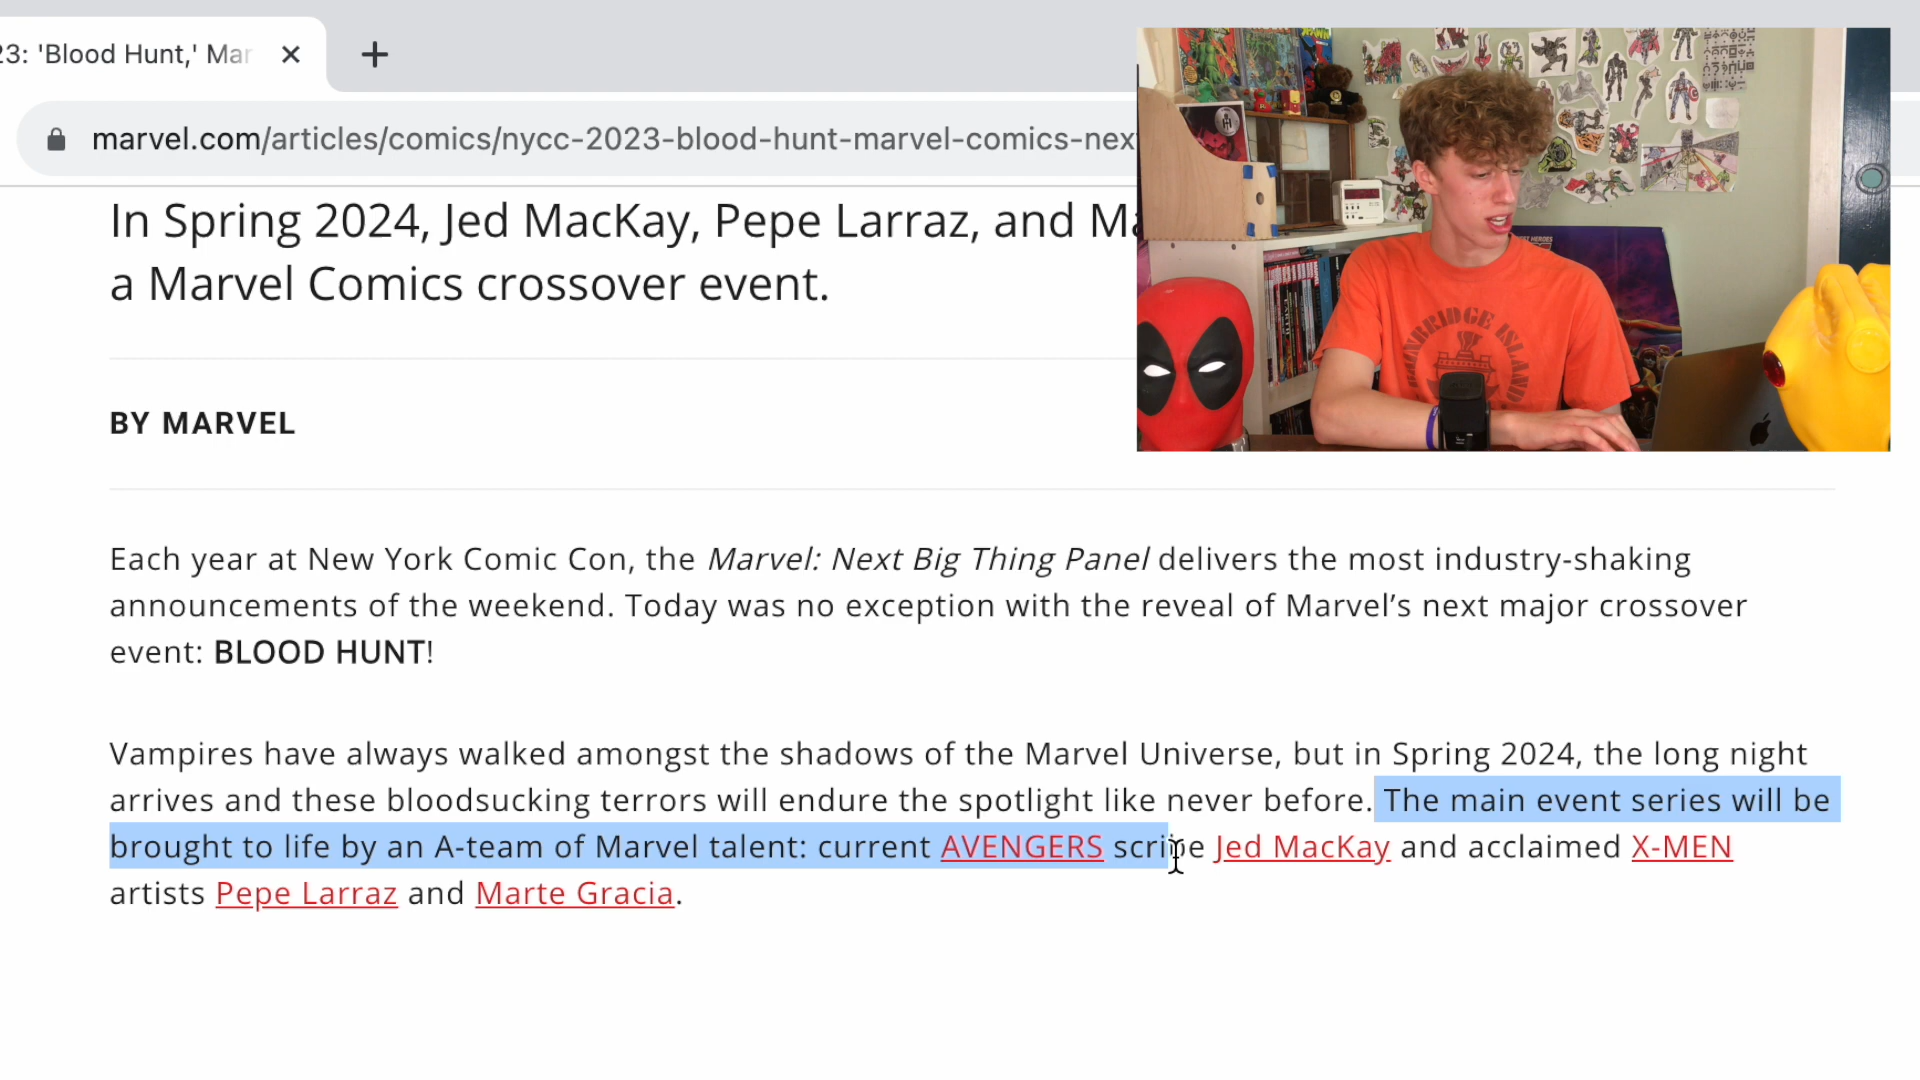 23: 'Blood Hunt,' Mar
marvel.com/articles/comics/nycc-2023-blood-hunt-marvel-comics-nex
In Spring 2024, Jed MacKay, Pepe Larraz, and Ma
a Marvel Comics crossover event.
BY MARVEL
Each year at New York Comic Con, the Marvel: Next Big Thing Panel delivers the most industry-shaking
announcements of the weekend. Today was no exception with the reveal of Marvel’s next major crossover
event: BLOOD HUNT!
Vampires have always walked amongst the shadows of the Marvel Universe, but in Spring 2024, the long night
arrives and these bloodsucking terrors will endure the spotlight like never before. The main event series will be
brought to life by an A-team of Marvel talent: current AVENGERS scribe Jed MacKay and acclaimed X-MEN
artists Pepe Larraz and Marte Gracia.